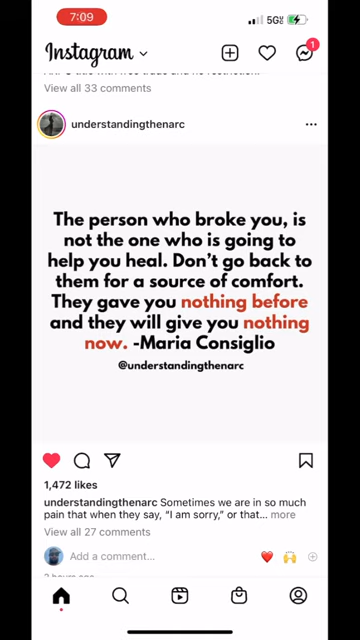 7:09
5G
Instagram
1
View all 33 comments
understandingthenarc
The person who broke you, is
not the one who is going to
help you heal. Don't go back to
them for a source of comfort.
They gave you nothing before
and they will give you nothing
now. -Maria Consiglio
@understandingthenarc
1,472 likes
understandingthenarc Sometimes we are in so much
pain that when they say, "I am sorry," or that... more
View all 27 comments
Add a comment...
2 hours ago